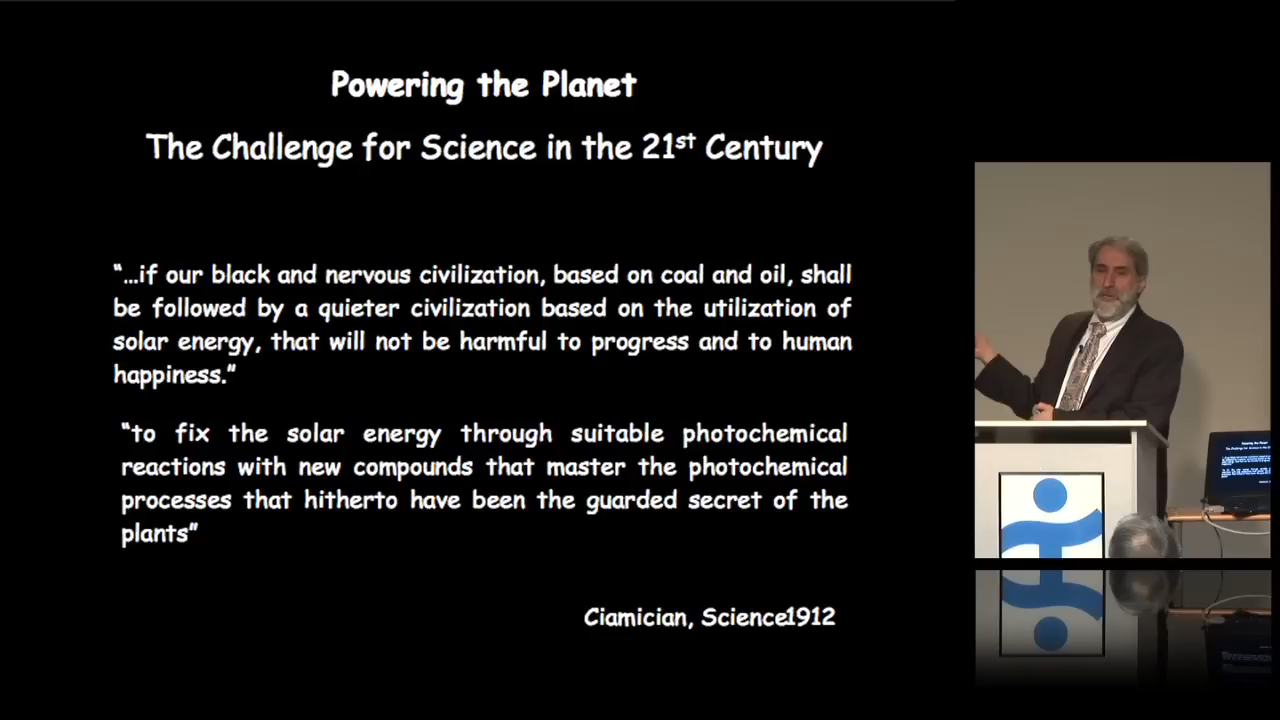 Powering the Planet
The Challenge for Science in the 21st Century
“…if our black and nervous civilization, based on coal and oil, shall
be followed by a quieter civilization based on the utilization of
solar energy, that will not be harmful to progress and to human
happiness.”
“to fix the solar energy through suitable photochemical
reactions with new compounds that master the photochemical
processes that hitherto have been the guarded secret of the
plants”
Ciamician, Science1912